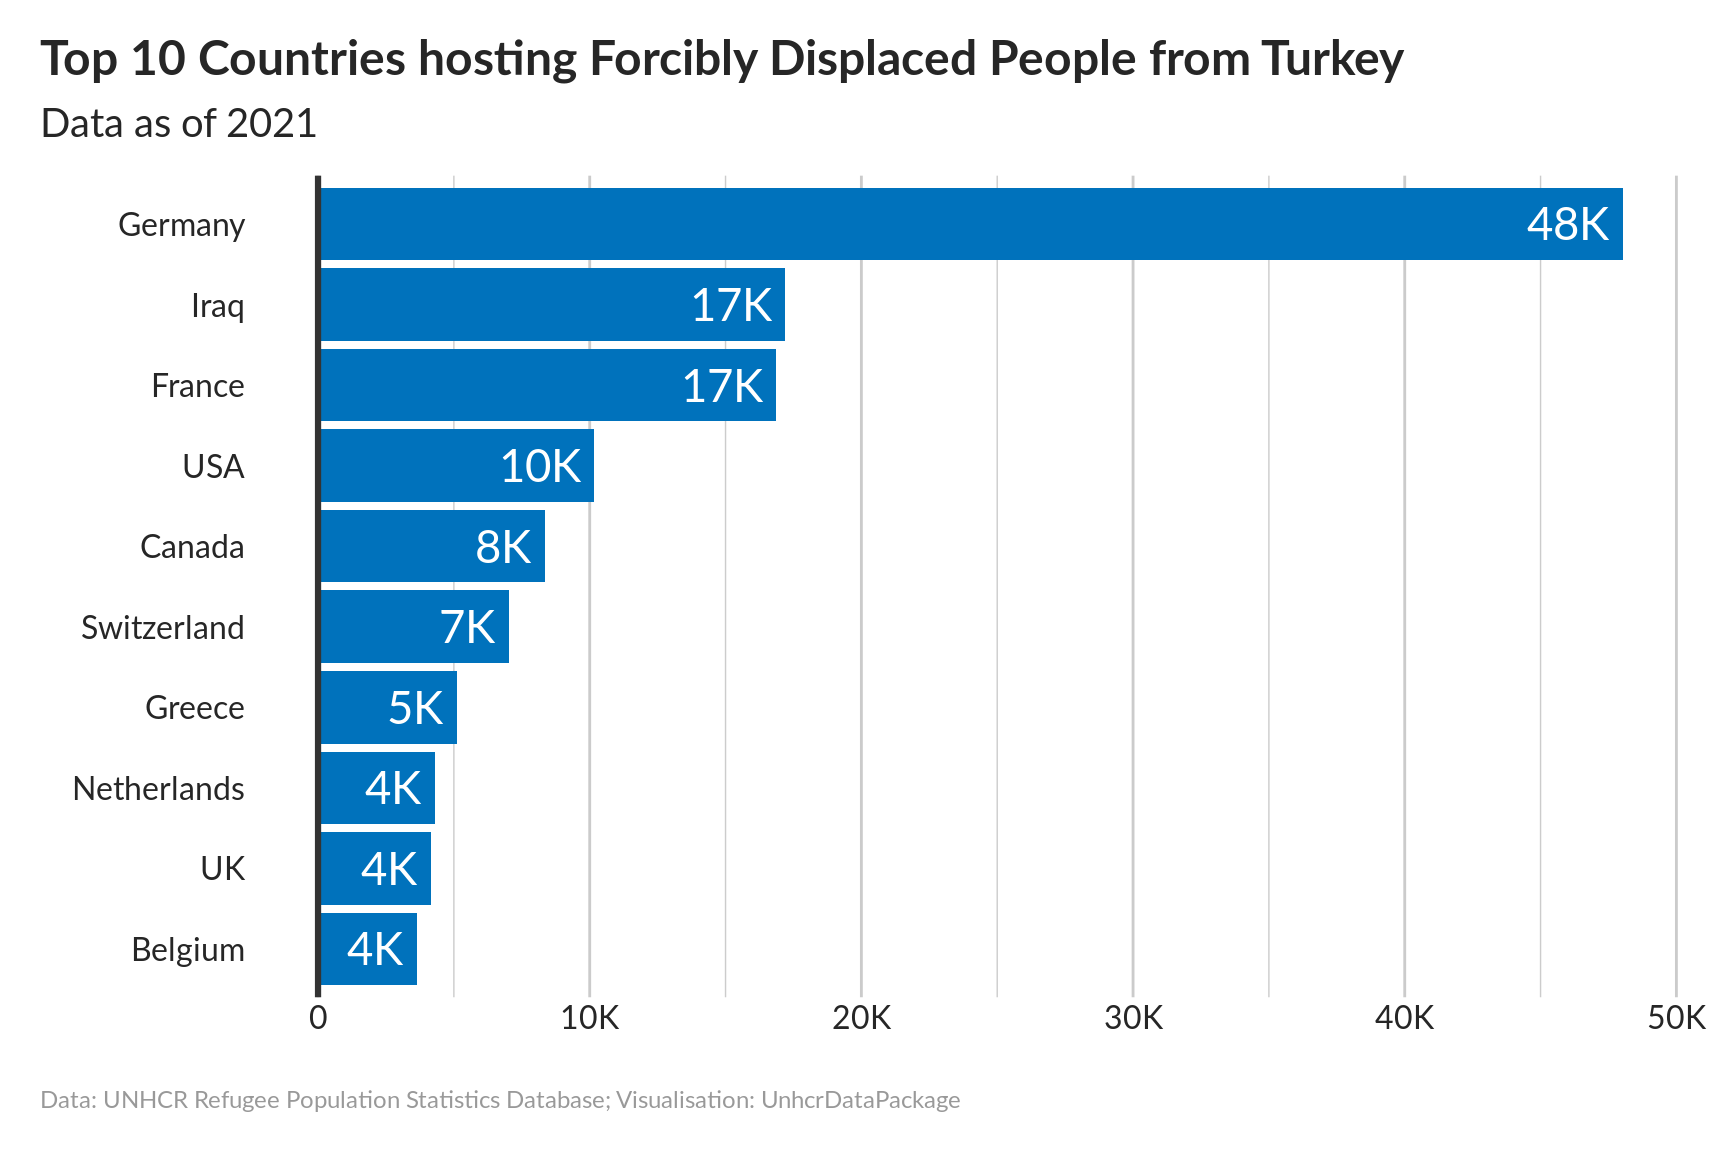 Top 10 Countries hosting Forcibly Displaced People from Turkey
Data as of 2021
Germany 48K
Iraq 17K
France 17K
USA 10K
Canada 8K
Switzerland 7K
Greece 5K
Netherlands 4K
UK 4K
Belgium 4K
0 10K 20K 30K 40K 50K
Data: UNHCR Refugee Population Statistics Database; Visualisation: UnhcrDataPackage